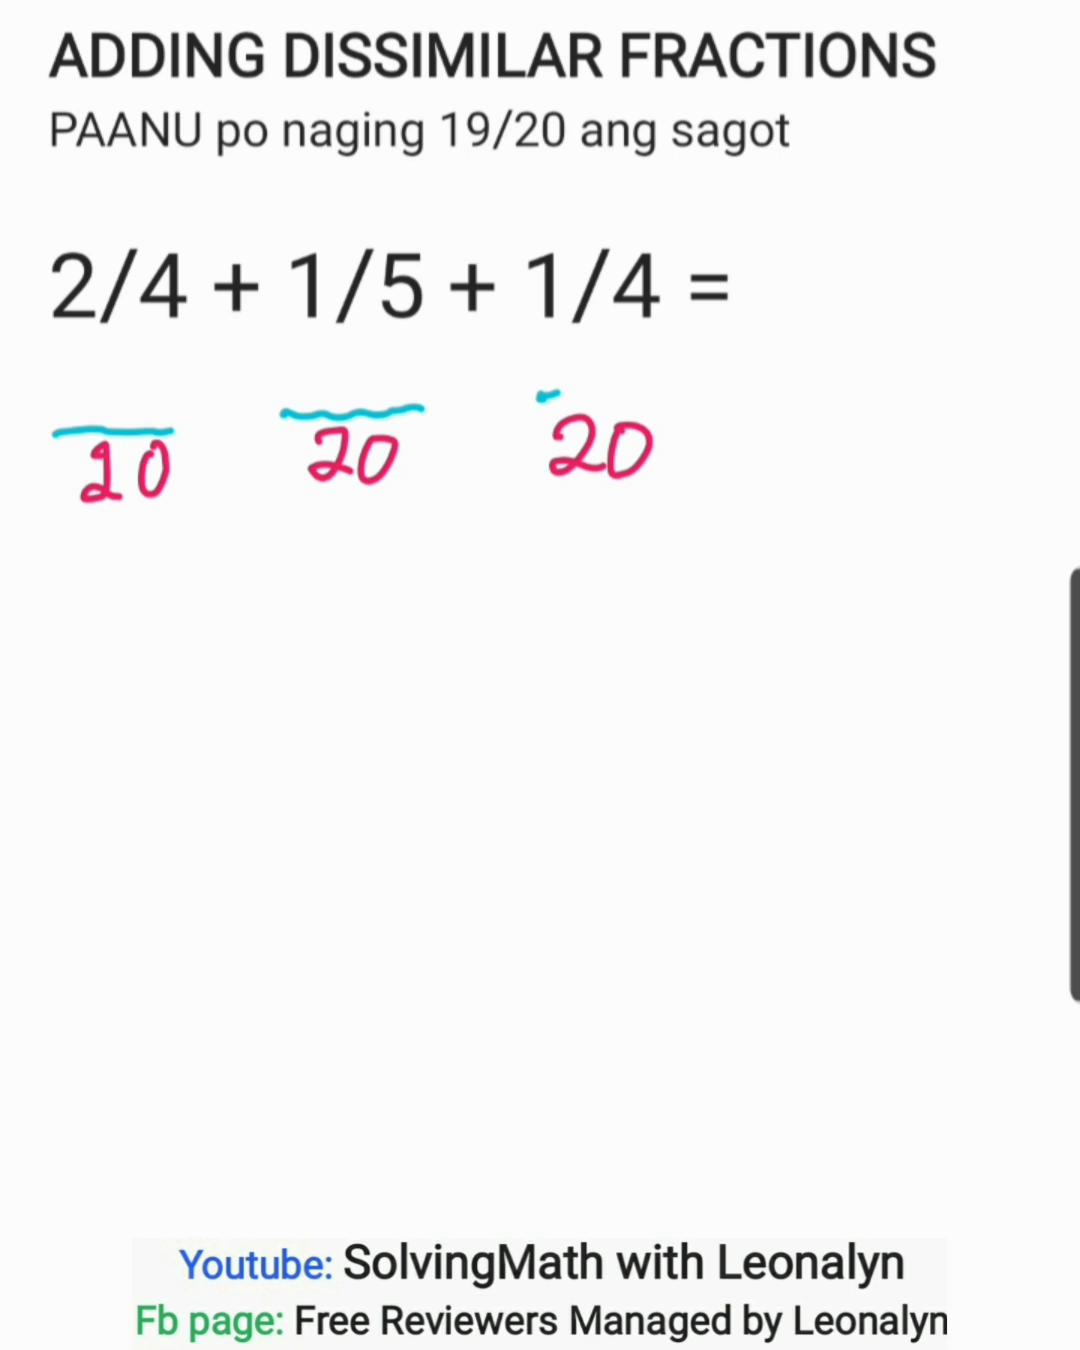 ADDING DISSIMILAR FRACTIONS
PAANU po naging 19/20 ang sagot
2/4 + 1/5 + 1/4 =
20 20 20
Youtube: SolvingMath with Leonalyn
Fb page: Free Reviewers Managed by Leonalyn